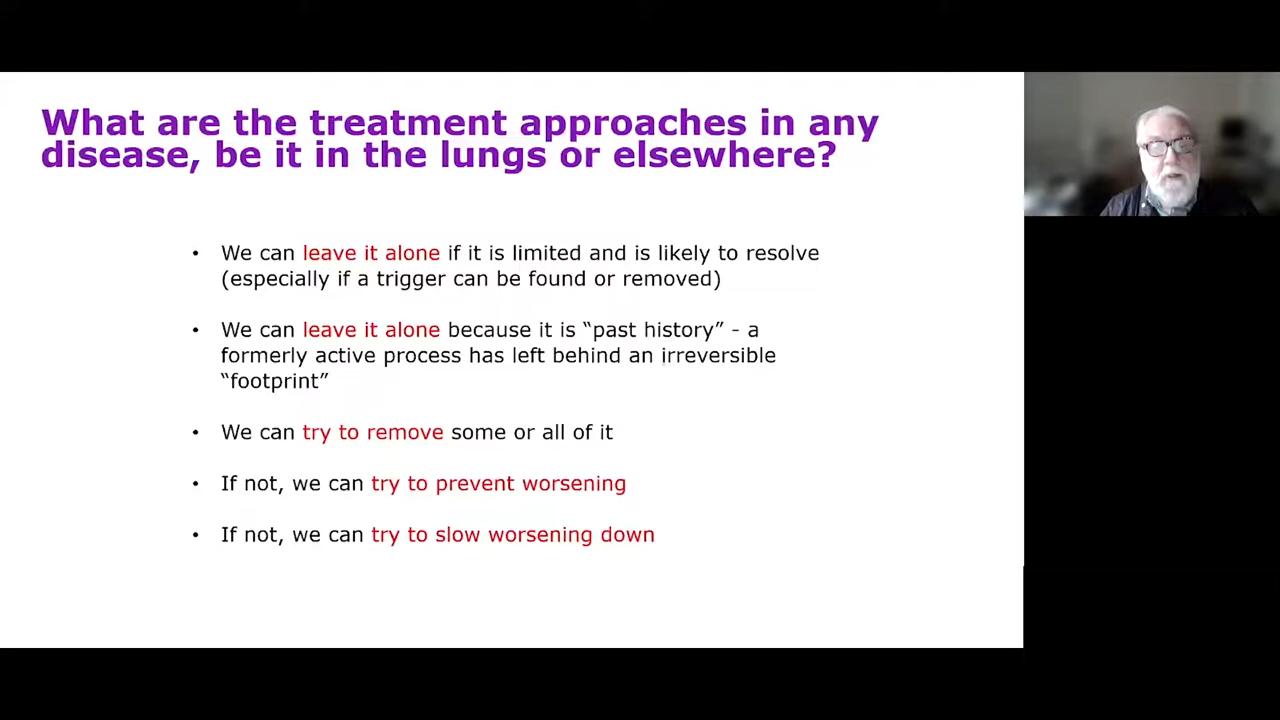 What are the treatment approaches in any
disease, be it in the lungs or elsewhere?
• We can leave it alone if it is limited and is likely to resolve
(especially if a trigger can be found or removed)
• We can leave it alone because it is “past history” - a
formerly active process has left behind an irreversible
“footprint”
• We can try to remove some or all of it
• If not, we can try to prevent worsening
• If not, we can try to slow worsening down